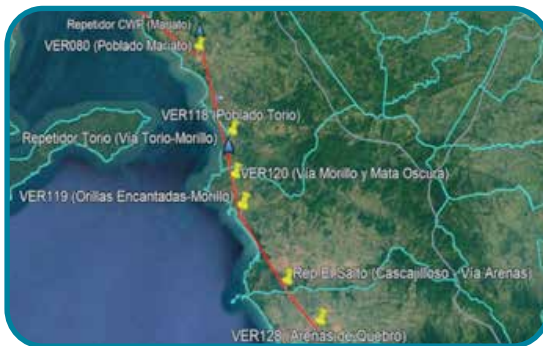 Repetidor CWP (Mariato)
VER080 (Poblado Mariato)
VER118 (Poblado Torio)
Repetidor Torio (Vía Torio-Morillo)
VER120 (Vía Morillo y Mata Oscura)
VER119 (Orillas Encantadas-Morillo)
Rep El Salto (Cascajilloso - Vía Arenas)
VER128 (Arenas de Quebro)